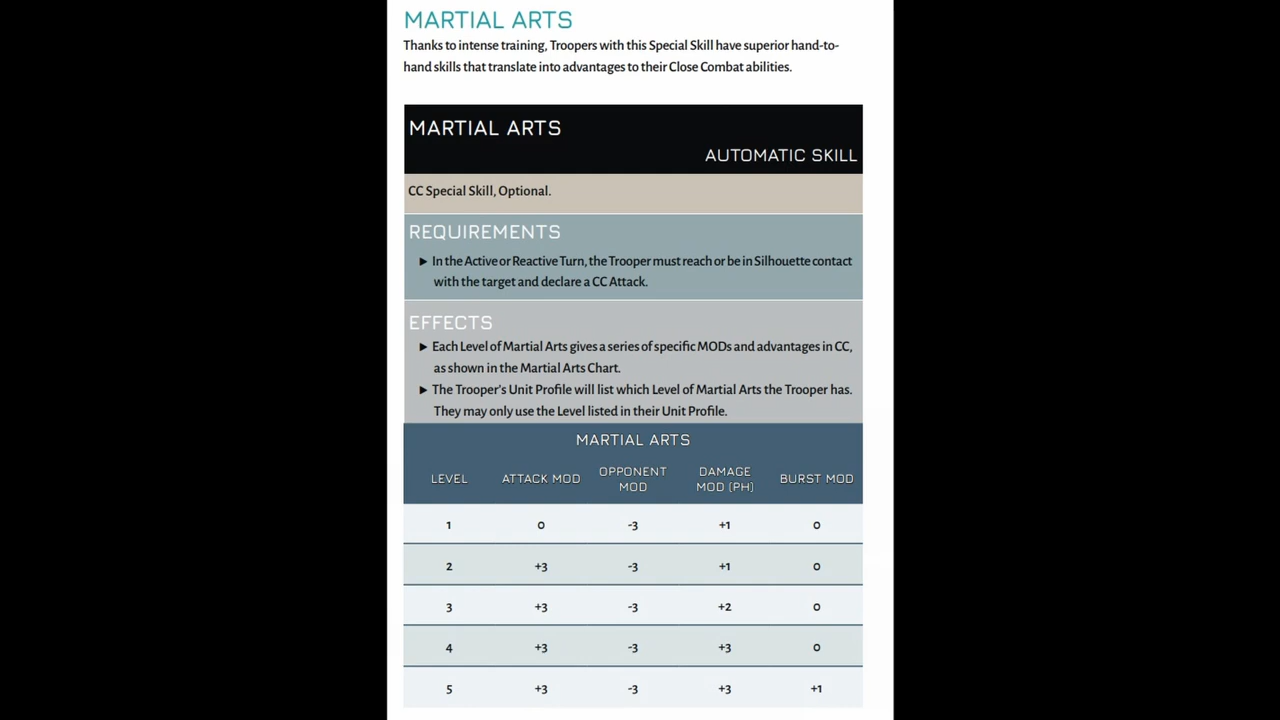 MARTIAL ARTS
Thanks to intense training, Troopers with this Special Skill have superior hand-to-
hand skills that translate into advantages to their Close Combat abilities.
MARTIAL ARTS
AUTOMATIC SKILL
CC Special Skill, Optional.
REQUIREMENTS
► In the Active or Reactive Turn, the Trooper must reach or be in Silhouette contact
with the target and declare a CC Attack.
EFFECTS
► Each Level of Martial Arts gives a series of specific MODs and advantages in CC,
as shown in the Martial Arts Chart.
► The Trooper's Unit Profile will list which Level of Martial Arts the Trooper has.
They may only use the Level listed in their Unit Profile.
MARTIAL ARTS
LEVEL ATTACK MOD OPPONENT MOD DAMAGE MOD (PH) BURST MOD
1 0 -3 +1 0
2 +3 -3 +1 0
3 +3 -3 +2 0
4 +3 -3 +3 0
5 +3 -3 +3 +1